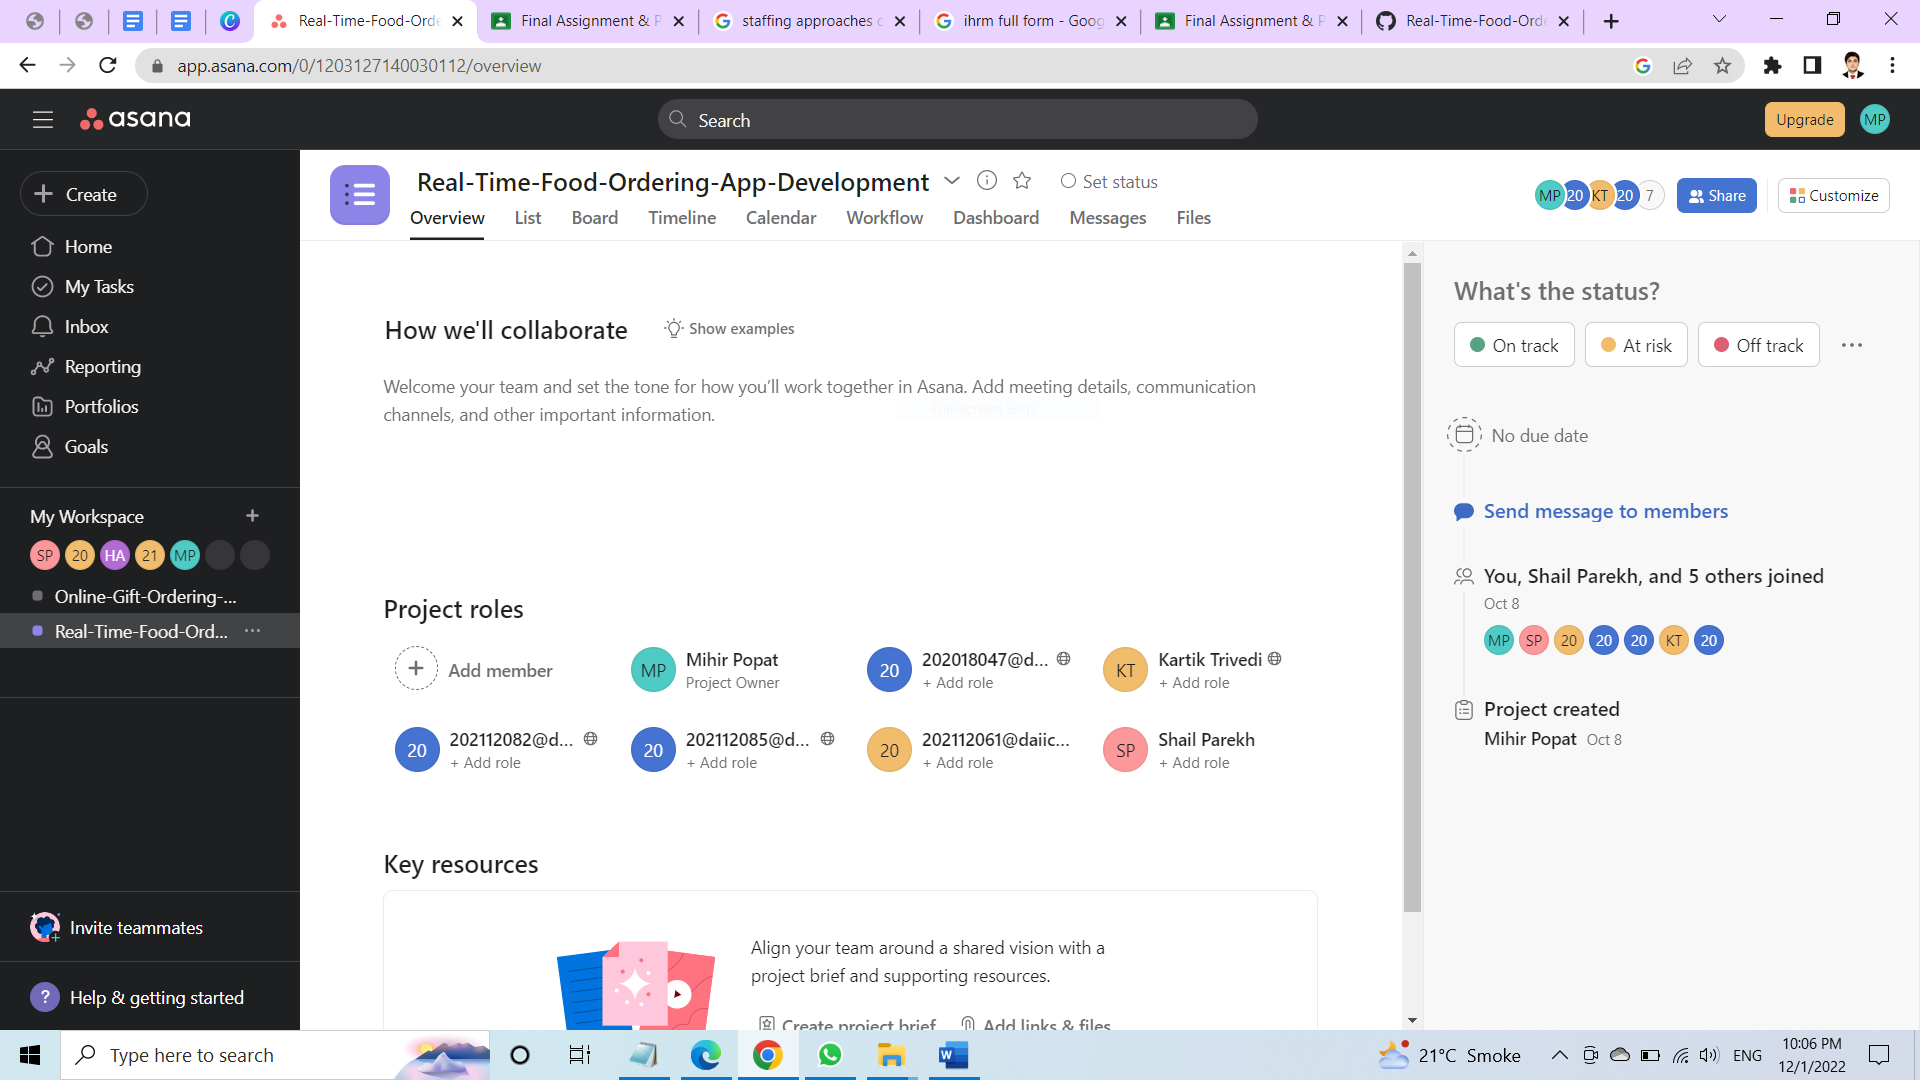 Real-Time-Food-Orde
Final Assignment & P
staffing approaches o
ihrm full form - Goog
Final Assignment & P
Real-Time-Food-Orde
app.asana.com/0/1203127140030112/overview
asana
Search
Upgrade
MP
Create
Home
My Tasks
Inbox
Reporting
Portfolios
Goals
My Workspace
SP 20 HA 21 MP
Online-Gift-Ordering-...
Real-Time-Food-Ord... ...
Invite teammates
? Help & getting started
Real-Time-Food-Ordering-App-Development
Set status
MP 20 KT 20 7
Share
Customize
Overview List Board Timeline Calendar Workflow Dashboard Messages Files
How we'll collaborate
Show examples
Welcome your team and set the tone for how you’ll work together in Asana. Add meeting details, communication
channels, and other important information.
Full-screen Snip
Project roles
Add member
MP Mihir Popat
Project Owner
20 202018047@d...
+ Add role
KT Kartik Trivedi
+ Add role
20 202112082@d...
+ Add role
20 202112085@d...
+ Add role
20 202112061@daiic...
+ Add role
SP Shail Parekh
+ Add role
Key resources
Align your team around a shared vision with a
project brief and supporting resources.
Create project brief
Add links & files
What's the status?
On track
At risk
Off track
...
No due date
Send message to members
You, Shail Parekh, and 5 others joined
Oct 8
MP SP 20 20 20 KT 20
Project created
Mihir Popat Oct 8
Type here to search
21°C Smoke
ENG
10:06 PM
12/1/2022